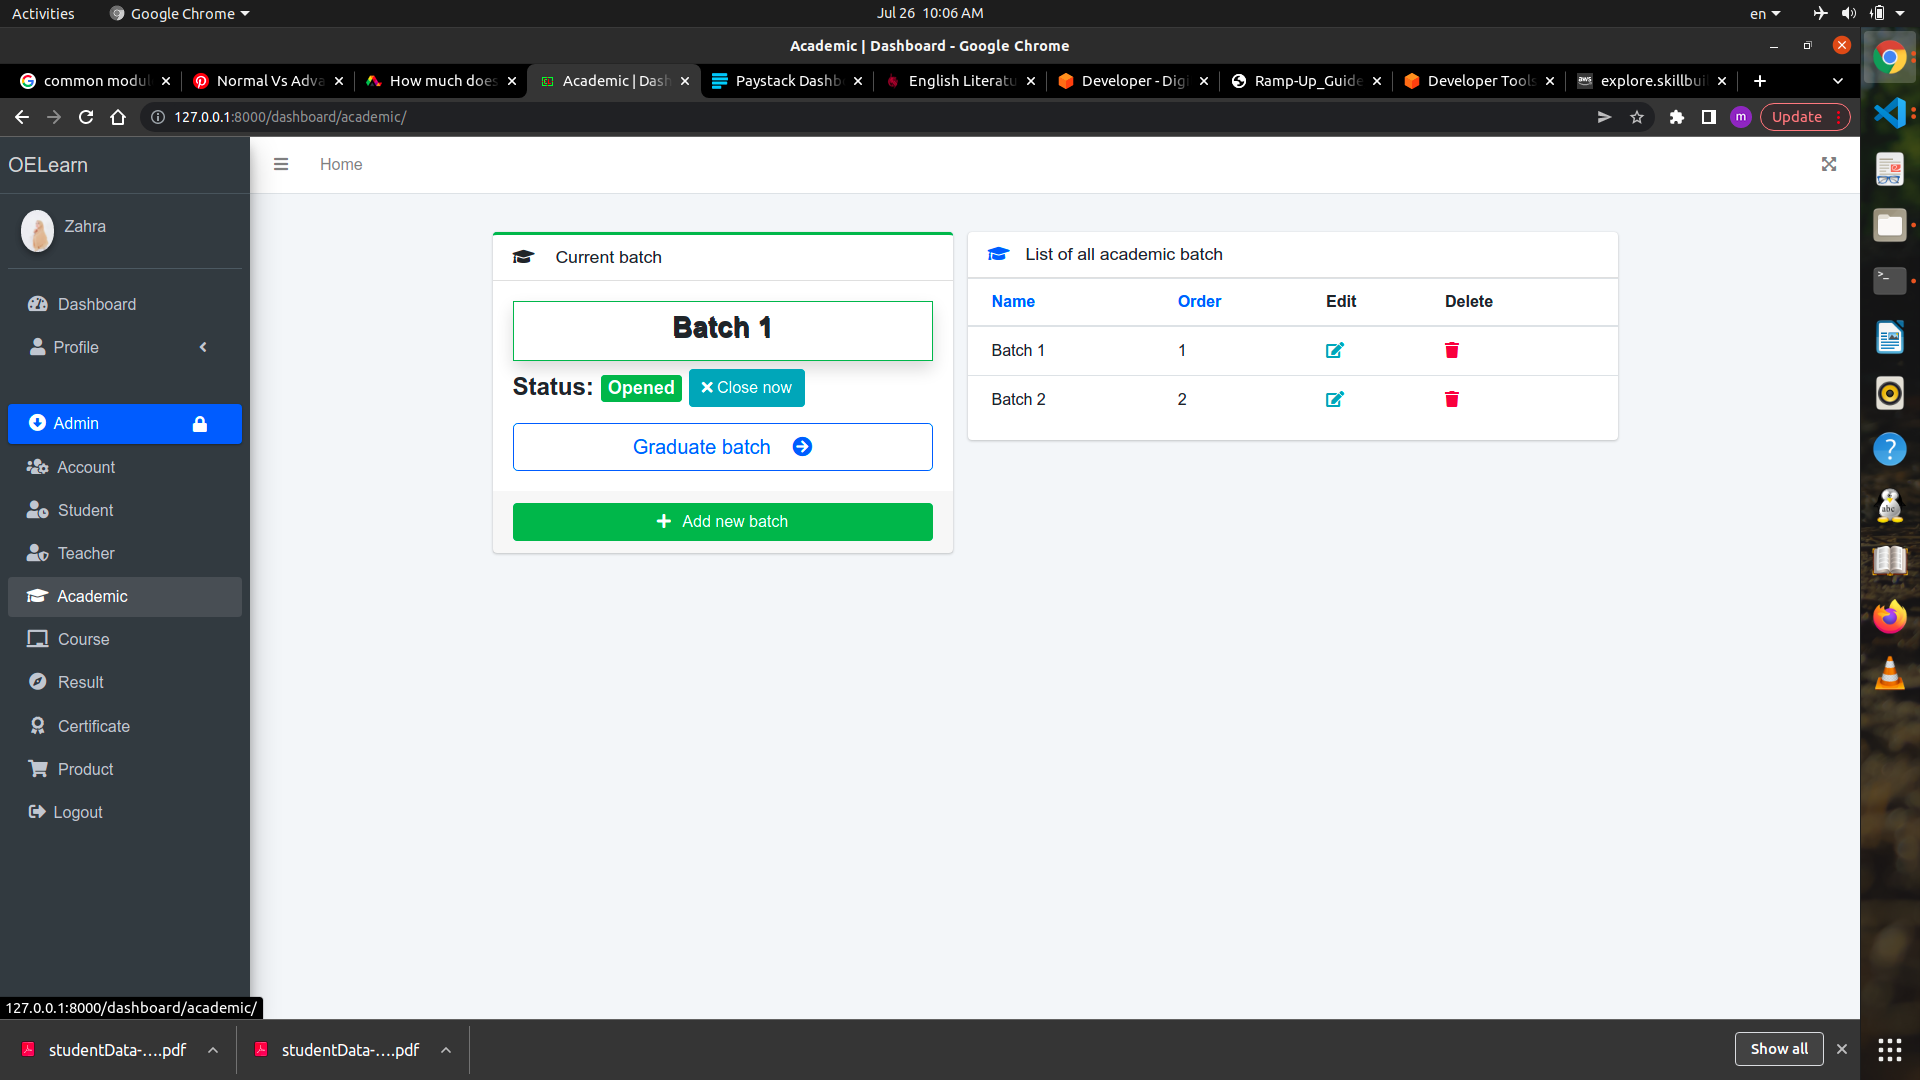 Activities
Google Chrome
Jul 26 10:06 AM
en
Academic | Dashboard - Google Chrome
common modul
Normal Vs Adva
How much does
Academic | Dash
Paystack Dashb
English Literatu
Developer - Digi
Ramp-Up_Guide
Developer Tools
aws
explore.skillbui
127.0.0.1:8000/dashboard/academic/
m
Update
OELearn
Home
Zahra
Dashboard
Profile
Admin
Account
Student
Teacher
Academic
Course
Result
Certificate
Product
Logout
Current batch
Batch 1
Status: Opened Close now
Graduate batch
Add new batch
List of all academic batch
Name Order Edit Delete
Batch 1 1
Batch 2 2
abc
127.0.0.1:8000/dashboard/academic/
studentData-....pdf
studentData-....pdf
Show all